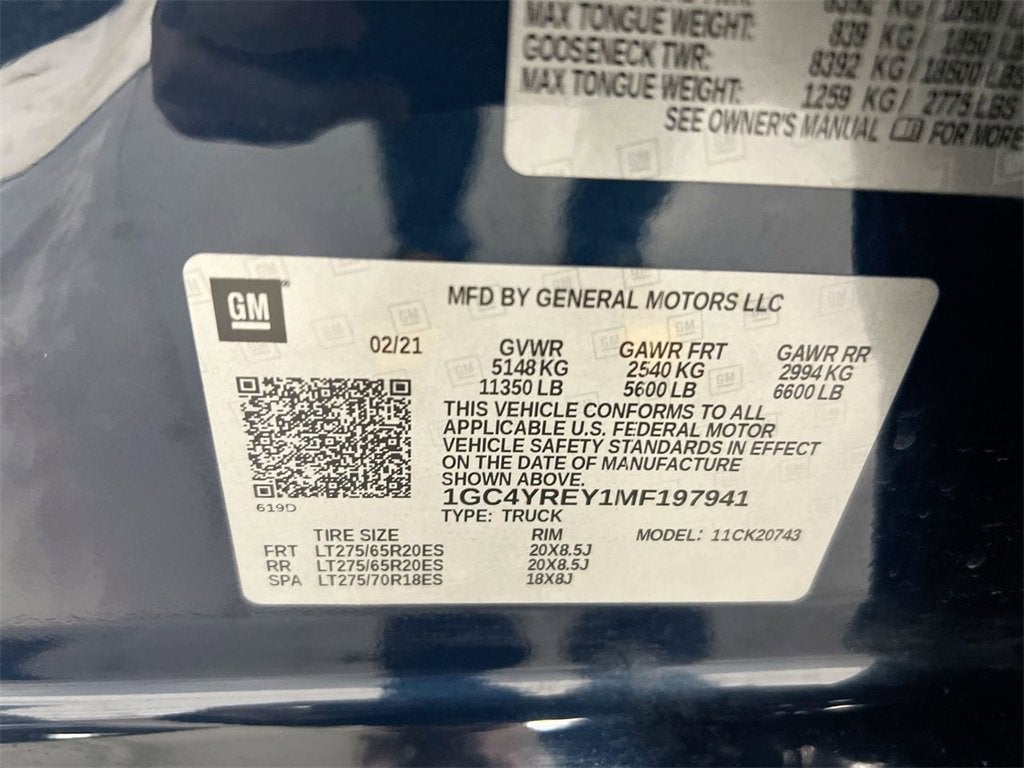 8392 KG / 18500 LBS
MAX TONGUE WEIGHT: 839 KG / 1850 LBS
GOOSENECK TWR: 8392 KG / 18500 LBS
MAX TONGUE WEIGHT: 1259 KG / 2775 LBS
SEE OWNER'S MANUAL FOR MORE
GM
MFD BY GENERAL MOTORS LLC
02/21 GVWR GAWR FRT GAWR RR
5148 KG 2540 KG 2994 KG
11350 LB 5600 LB 6600 LB
THIS VEHICLE CONFORMS TO ALL
APPLICABLE U.S. FEDERAL MOTOR
VEHICLE SAFETY STANDARDS IN EFFECT
ON THE DATE OF MANUFACTURE
SHOWN ABOVE.
1GC4YREY1MF197941
619D
TYPE: TRUCK
TIRE SIZE RIM MODEL: 11CK20743
FRT LT275/65R20ES 20X8.5J
RR LT275/65R20ES 20X8.5J
SPA LT275/70R18ES 18X8J